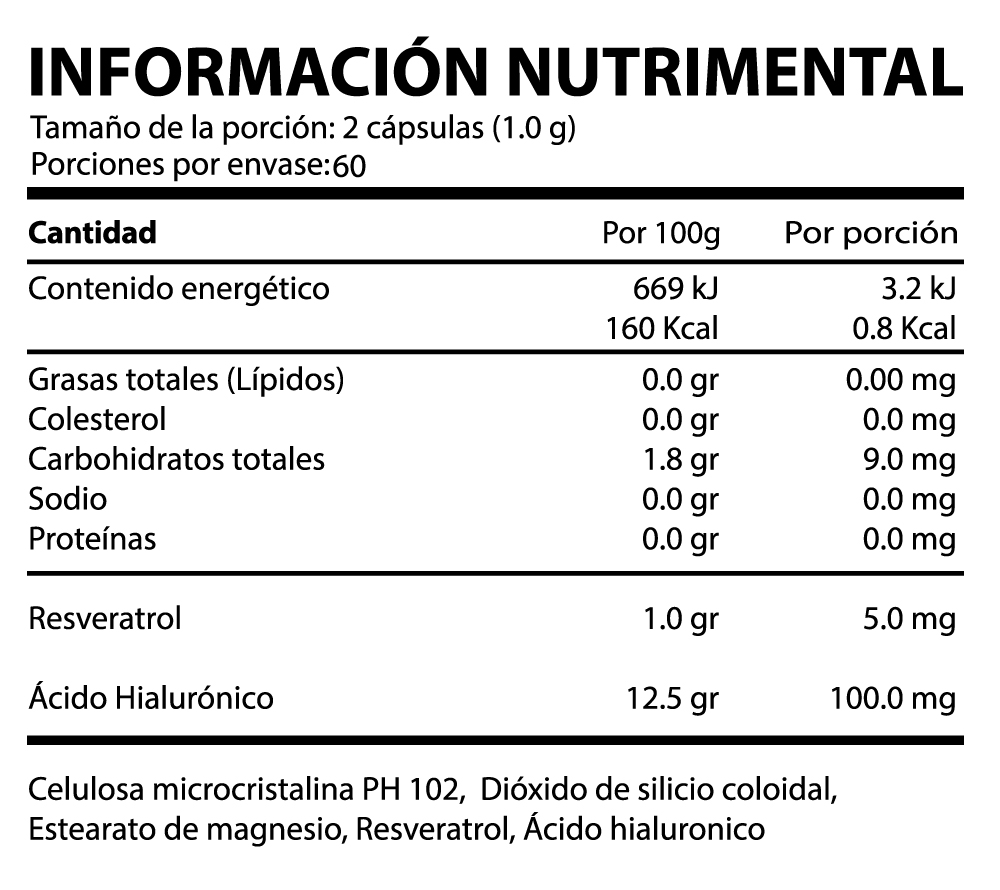 INFORMACIÓN NUTRIMENTAL
Tamaño de la porción: 2 cápsulas (1.0 g)
Porciones por envase:60
Cantidad Por 100g Por porción
Contenido energético 669 kJ 3.2 kJ
160 Kcal 0.8 Kcal
Grasas totales (Lípidos) 0.0 gr 0.00 mg
Colesterol 0.0 gr 0.0 mg
Carbohidratos totales 1.8 gr 9.0 mg
Sodio 0.0 gr 0.0 mg
Proteínas 0.0 gr 0.0 mg
Resveratrol 1.0 gr 5.0 mg
Ácido Hialurónico 12.5 gr 100.0 mg
Celulosa microcristalina PH 102, Dióxido de silicio coloidal,
Estearato de magnesio, Resveratrol, Ácido hialuronico